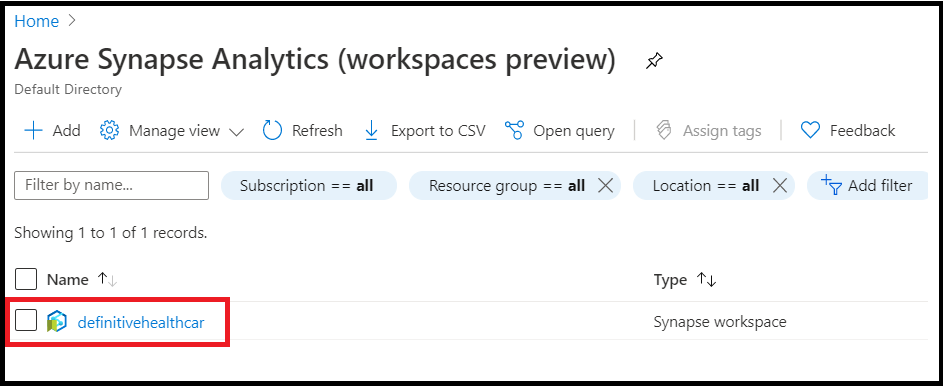 Home >
Azure Synapse Analytics (workspaces preview)
Default Directory
Add Manage view Refresh Export to CSV Open query Assign tags Feedback
Filter by name... Subscription == all Resource group == all Location == all Add filter
Showing 1 to 1 of 1 records.
Name Type
definitivehealthcar Synapse workspace